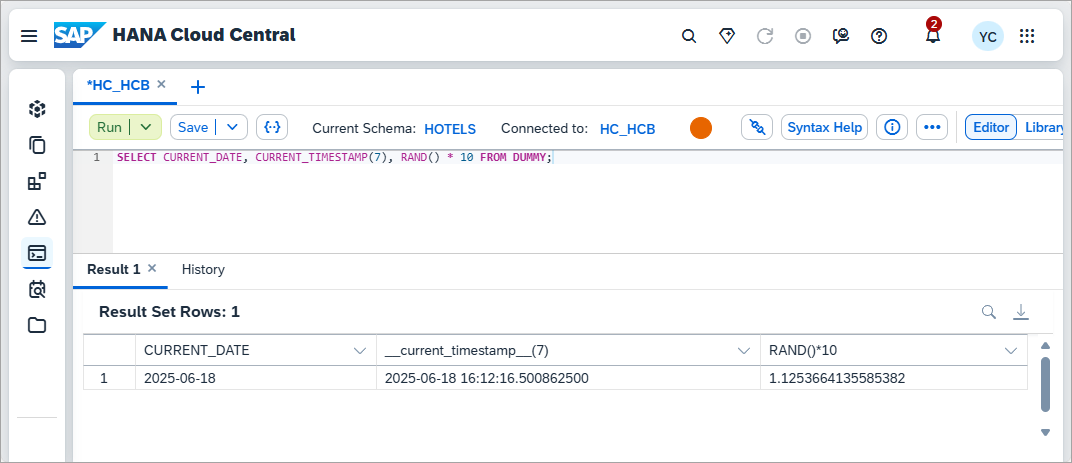 SAP HANA Cloud Central
2
YC
*HC_HCB
Run Save {·} Current Schema: HOTELS Connected to: HC_HCB Syntax Help Editor Library
1 SELECT CURRENT_DATE, CURRENT_TIMESTAMP(7), RAND() * 10 FROM DUMMY;
Result 1 History
Result Set Rows: 1
CURRENT_DATE __current_timestamp__(7) RAND()*10
1 2025-06-18 2025-06-18 16:12:16.500862500 1.1253664135585382